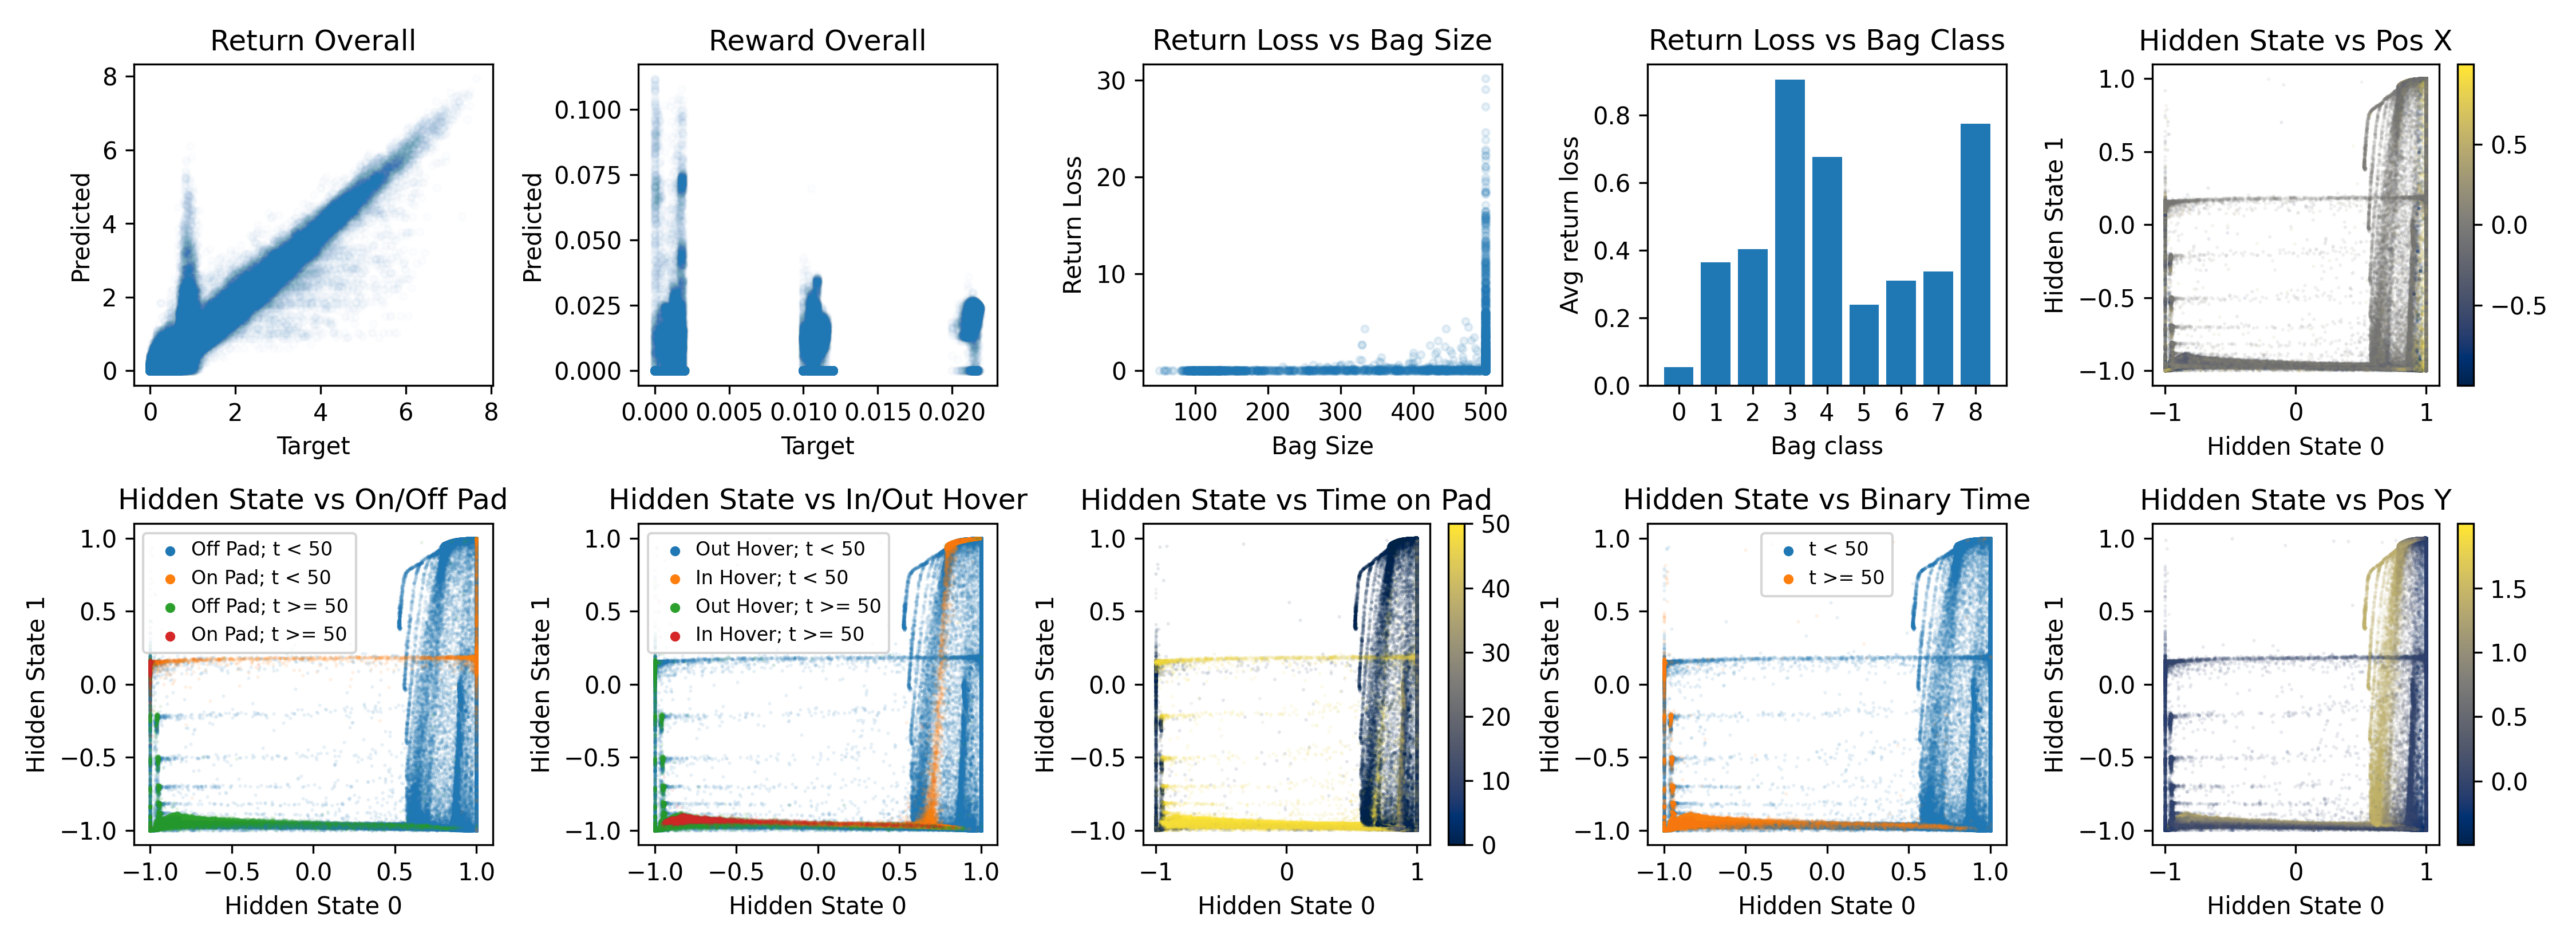 Return Overall
8
6
4
2
0
Predicted
0 2 4 6 8
Target
Reward Overall
0.100
0.075
0.050
0.025
0.000
Predicted
0.000 0.005 0.010 0.015 0.020
Target
Return Loss vs Bag Size
30
20
10
0
Return Loss
100 200 300 400 500
Bag Size
Return Loss vs Bag Class
0.8
0.6
0.4
0.2
0.0
Avg return loss
0 1 2 3 4 5 6 7 8
Bag class
Hidden State vs Pos X
1.0
0.5
0.0
−0.5
−1.0
Hidden State 1
−1 0 1
Hidden State 0
0.5
0.0
−0.5
Hidden State vs On/Off Pad
Off Pad; t < 50
On Pad; t < 50
Off Pad; t >= 50
On Pad; t >= 50
1.0
0.5
0.0
−0.5
−1.0
Hidden State 1
−1.0 −0.5 0.0 0.5 1.0
Hidden State 0
Hidden State vs In/Out Hover
Out Hover; t < 50
In Hover; t < 50
Out Hover; t >= 50
In Hover; t >= 50
1.0
0.5
0.0
−0.5
−1.0
Hidden State 1
−1.0 −0.5 0.0 0.5 1.0
Hidden State 0
Hidden State vs Time on Pad
1.0
0.5
0.0
−0.5
−1.0
Hidden State 1
−1 0 1
Hidden State 0
50
40
30
20
10
0
Hidden State vs Binary Time
t < 50
t >= 50
1.0
0.5
0.0
−0.5
−1.0
Hidden State 1
−1.0 −0.5 0.0 0.5 1.0
Hidden State 0
Hidden State vs Pos Y
1.0
0.5
0.0
−0.5
−1.0
Hidden State 1
−1 0 1
Hidden State 0
1.5
1.0
0.5
0.0